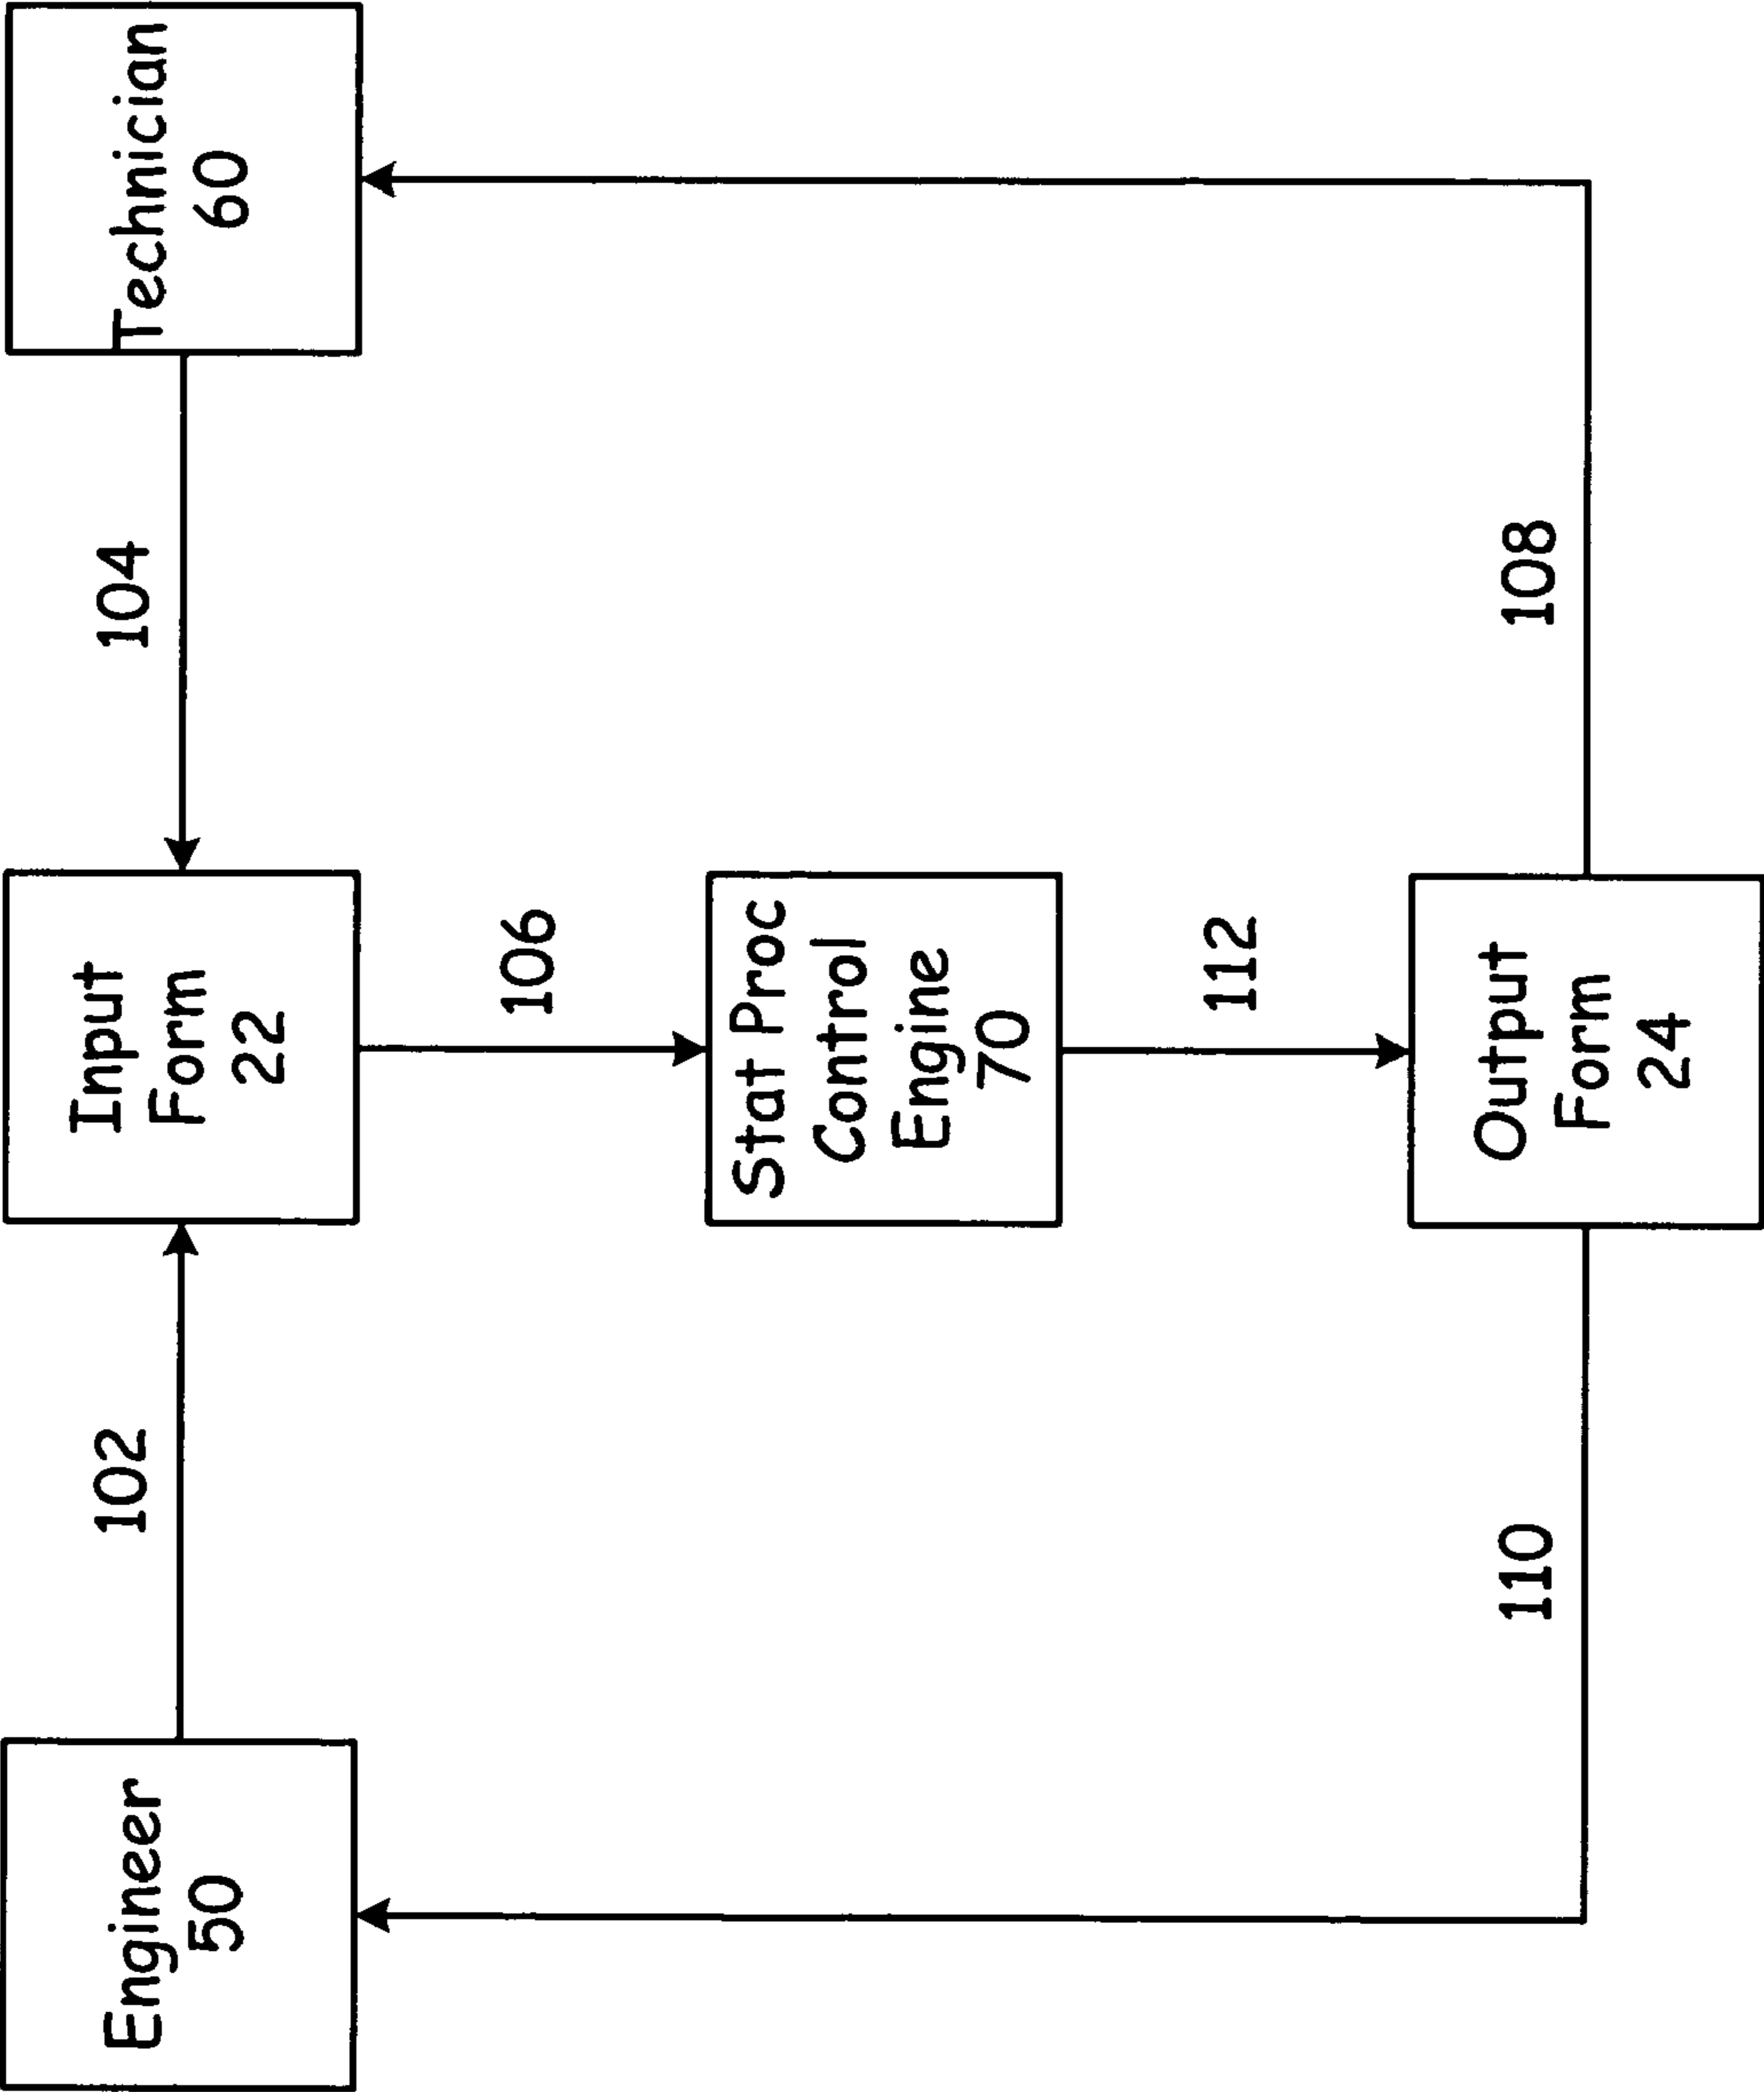 Engineer
50
102
Input
Form
22
104
Technician
60
106
Stat Proc
Control
Engine
70
112
110
Output
Form
24
108